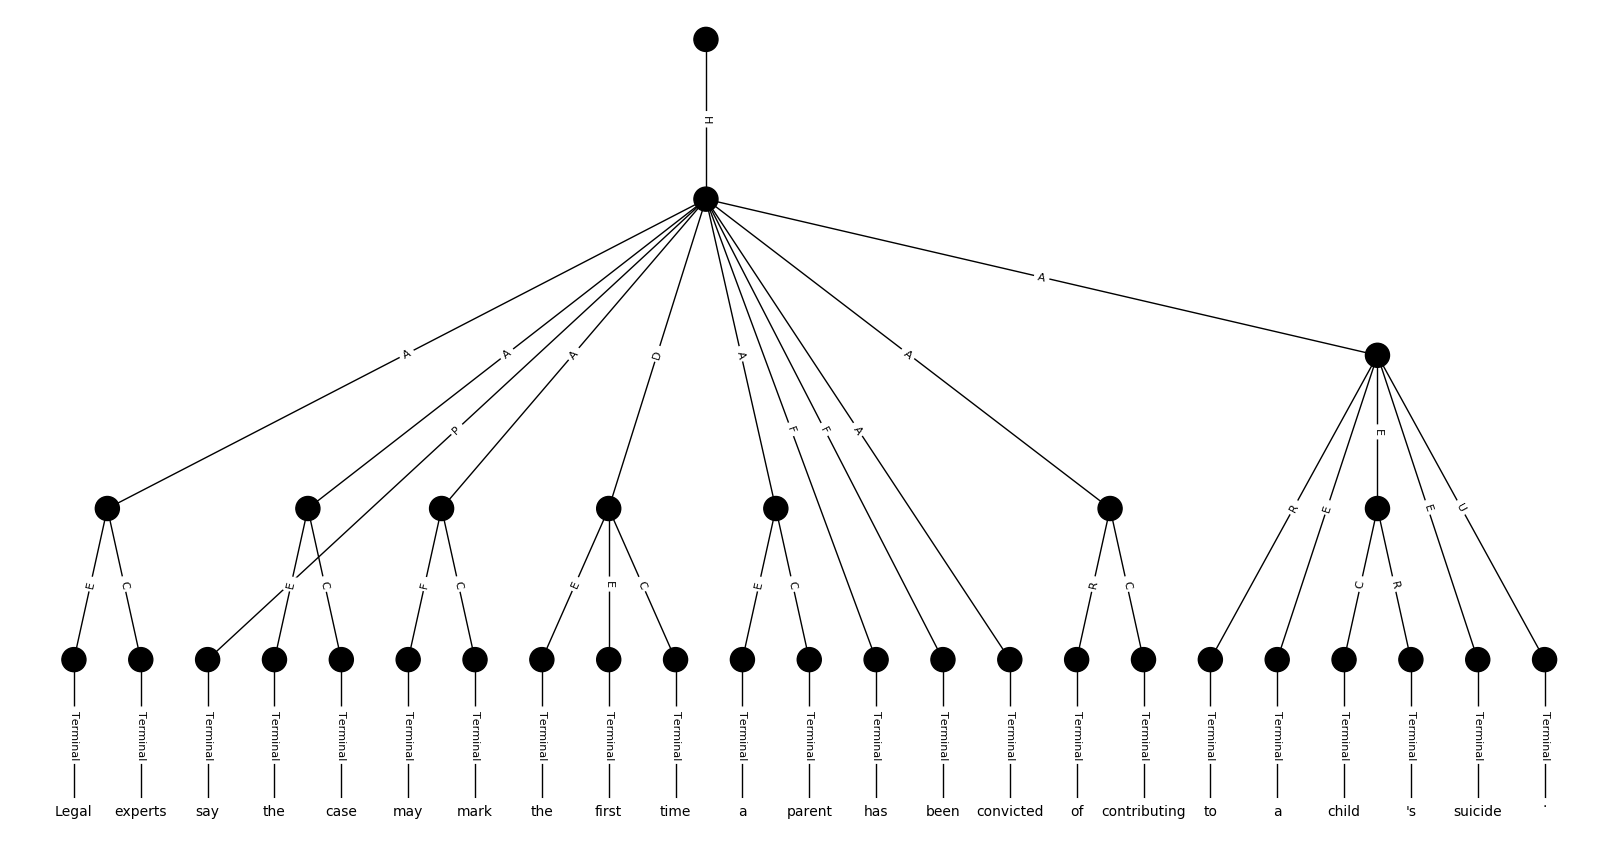 H
A
A
A
P
A
D
A
F
F
A
A
E
R
E
E
U
E
C
E
C
F
C
E
E
C
E
C
R
C
C
R
Terminal Terminal Terminal Terminal Terminal Terminal Terminal Terminal Terminal Terminal Terminal Terminal Terminal Terminal Terminal Terminal Terminal Terminal Terminal Terminal Terminal Terminal Terminal
Legal experts say the case may mark the first time a parent has been convicted of contributing to a child 's suicide .